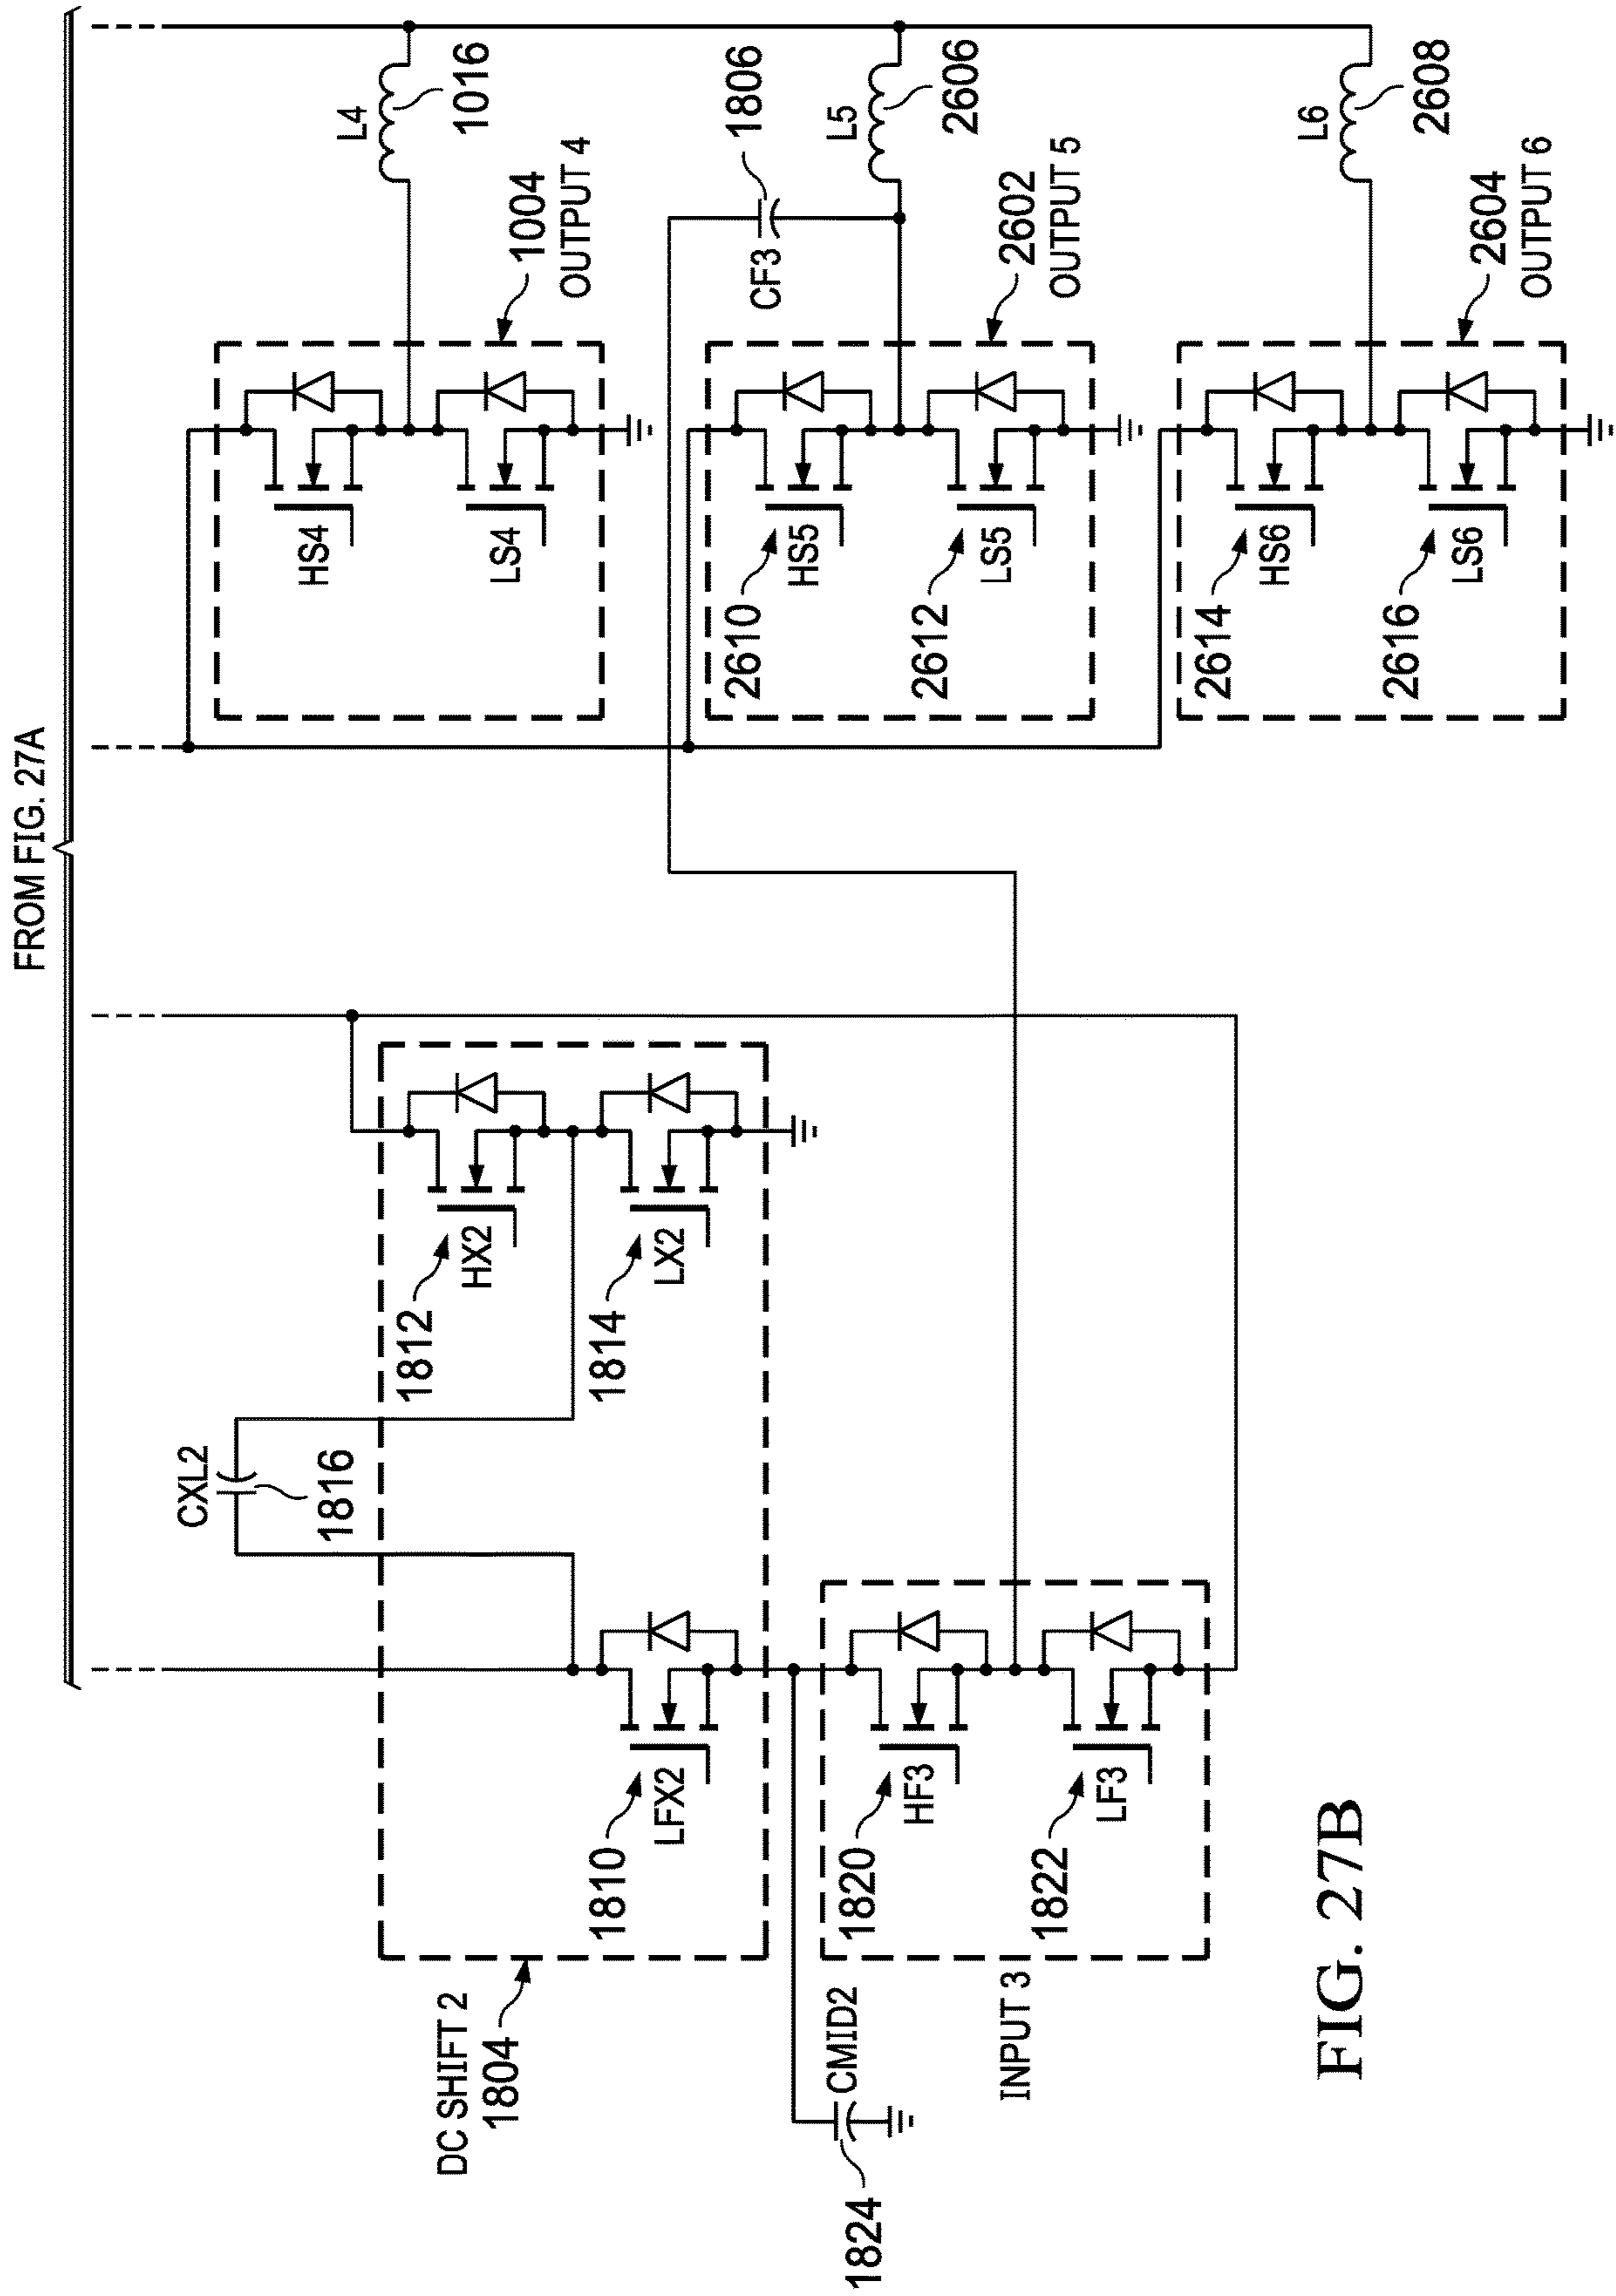 FROM FIG. 27A
L4
1016
1004
OUTPUT 4
HS4
LS4
1806
CF3
L5
2606
2602
OUTPUT 5
2610
HS5
2612
LS5
L6
2608
2604
OUTPUT 6
2614
HS6
2616
LS6
CXL2
1816
1812
HX2
1814
LX2
1810
LFX2
DC SHIFT 2
1804
1820
HF3
1822
LF3
INPUT 3
CMID2
1824
FIG. 27B